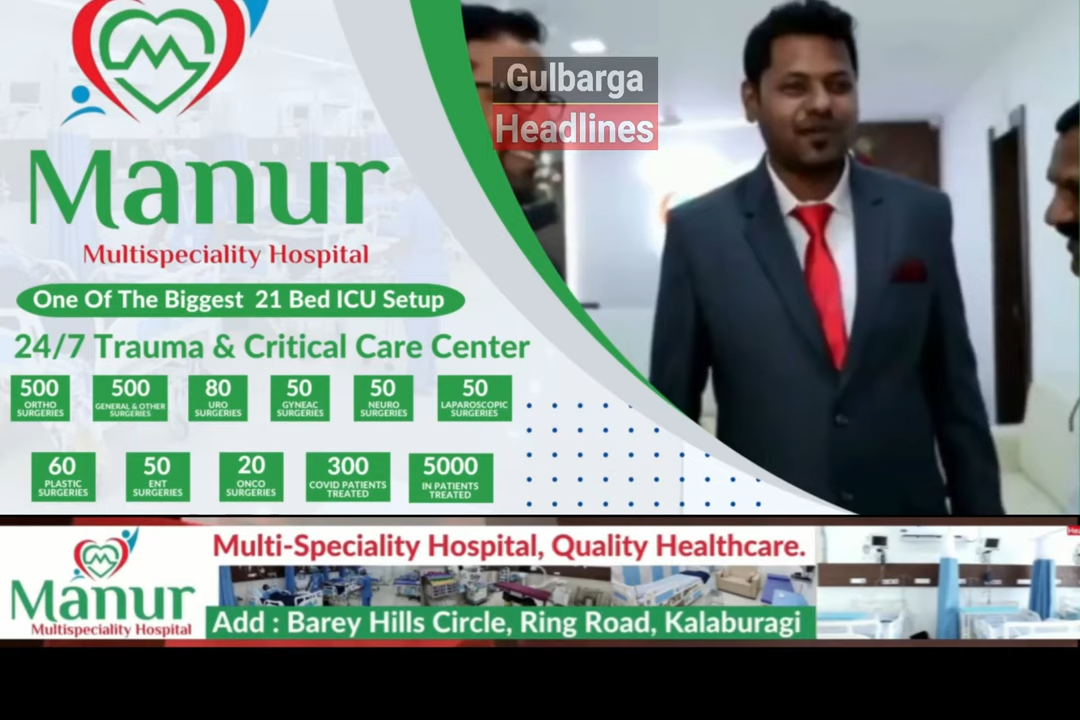 Gulbarga
Headlines
Manur
Multispeciality Hospital
One Of The Biggest 21 Bed ICU Setup
24/7 Trauma & Critical Care Center
500
ORTHO
SURGERIES
500
GENERAL & OTHER
SURGERIES
80
URO
SURGERIES
50
GYNEAC
SURGERIES
50
NEURO
SURGERIES
50
LAPAROSCOPIC
SURGERIES
60
PLASTIC
SURGERIES
50
ENT
SURGERIES
20
ONCO
SURGERIES
300
COVID PATIENTS
TREATED
5000
IN PATIENTS
TREATED
Manur
Multispeciality Hospital
Multi-Speciality Hospital, Quality Healthcare.
Add : Barey Hills Circle, Ring Road, Kalaburagi